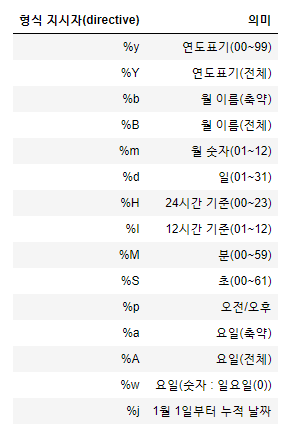 형식 지시자(directive) 의미
%y 연도표기(00~99)
%Y 연도표기(전체)
%b 월 이름(축약)
%B 월 이름(전체)
%m 월 숫자(01~12)
%d 일(01~31)
%H 24시간 기준(00~23)
%I 12시간 기준(01~12)
%M 분(00~59)
%S 초(00~61)
%p 오전/오후
%a 요일(축약)
%A 요일(전체)
%w 요일(숫자 : 일요일(0))
%j 1월 1일부터 누적 날짜